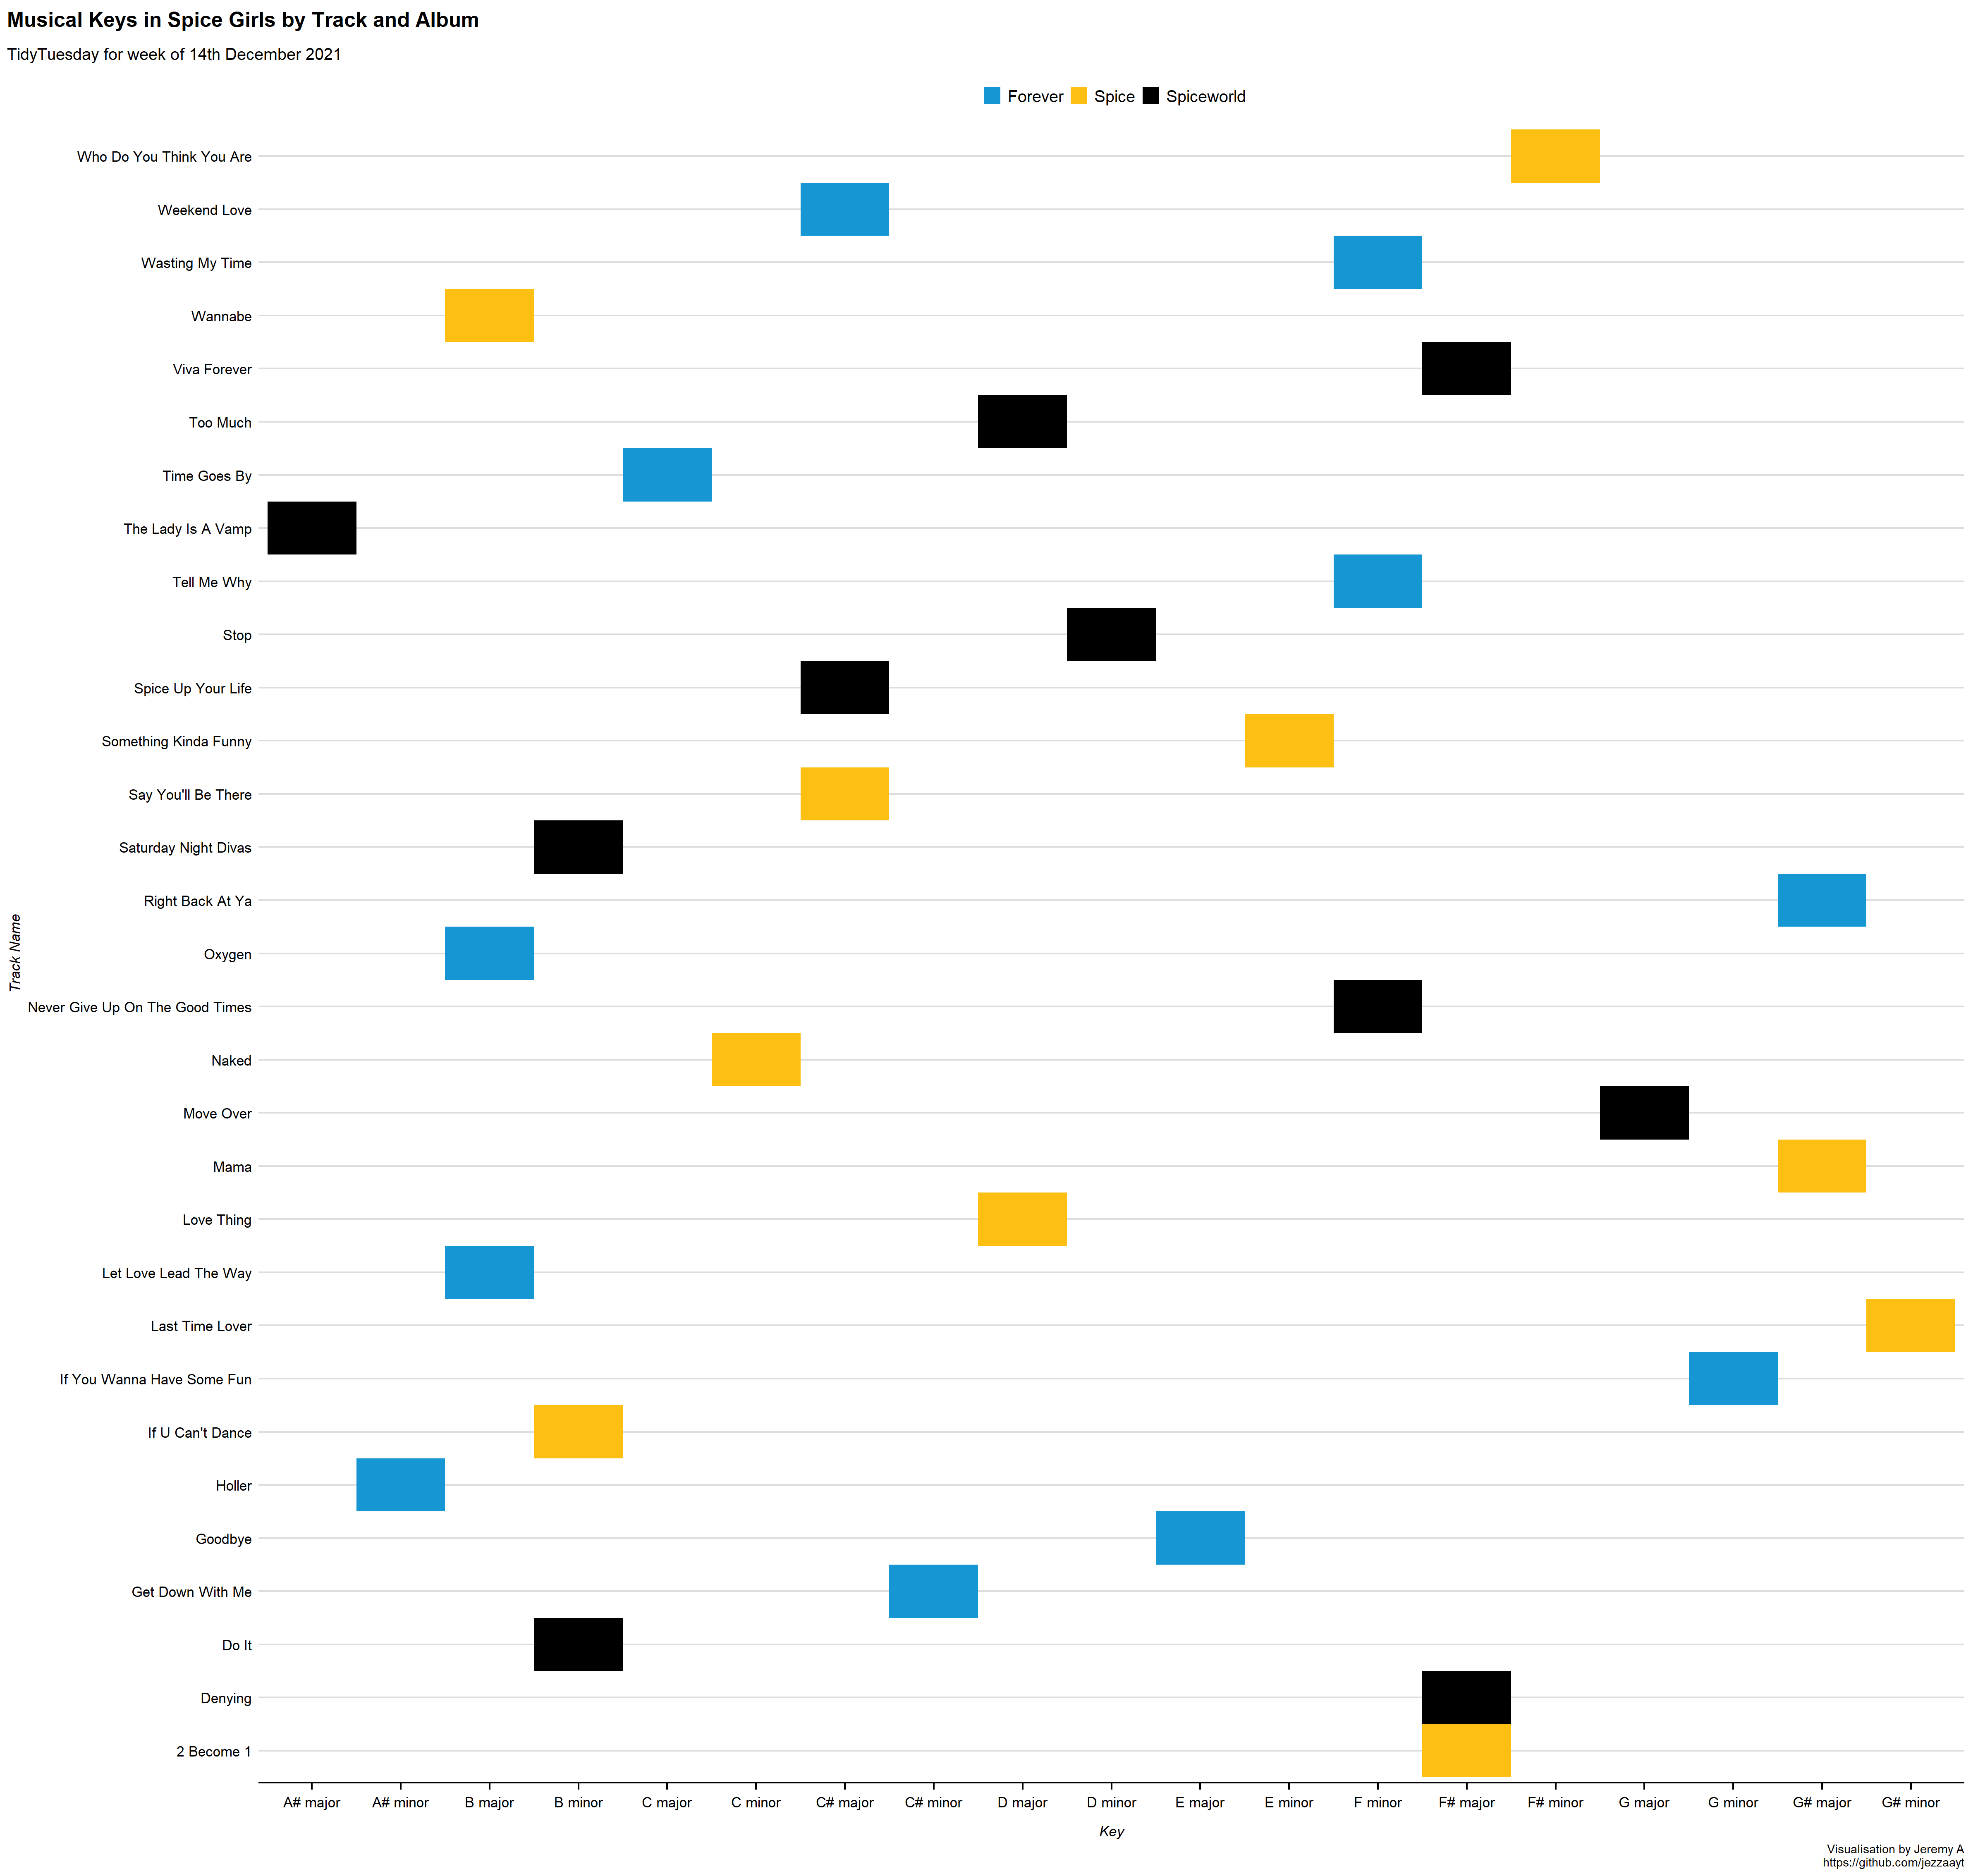 Musical Keys in Spice Girls by Track and Album
TidyTuesday for week of 14th December 2021
Forever Spice Spiceworld
Who Do You Think You Are
Weekend Love
Wasting My Time
Wannabe
Viva Forever
Too Much
Time Goes By
The Lady Is A Vamp
Tell Me Why
Stop
Spice Up Your Life
Something Kinda Funny
Say You'll Be There
Saturday Night Divas
Right Back At Ya
Oxygen
Never Give Up On The Good Times
Naked
Move Over
Mama
Love Thing
Let Love Lead The Way
Last Time Lover
If You Wanna Have Some Fun
If U Can't Dance
Holler
Goodbye
Get Down With Me
Do It
Denying
2 Become 1
Track Name
A# major A# minor B major B minor C major C minor C# major C# minor D major D minor E major E minor F minor F# major F# minor G major G minor G# major G# minor
Key
Visualisation by Jeremy A
https://github.com/jezzaayt